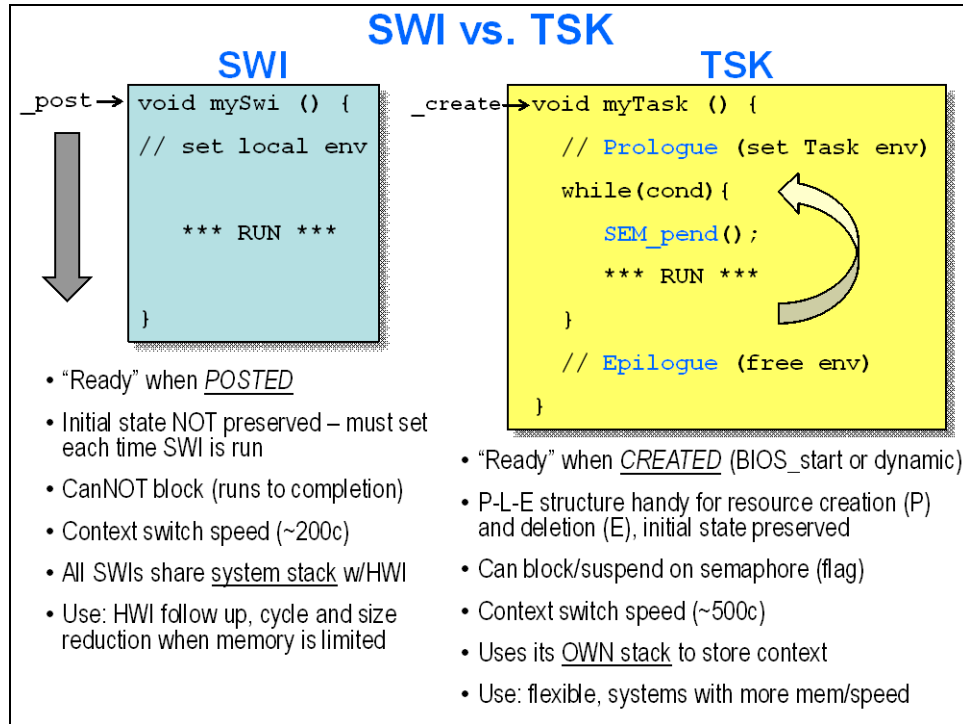 SWI vs. TSK
SWI
_post
void mySwi () {
// set local env
*** RUN ***
}
• “Ready” when POSTED
• Initial state NOT preserved – must set
each time SWI is run
• CanNOT block (runs to completion)
• Context switch speed (~200c)
• All SWIs share system stack w/HWI
• Use: HWI follow up, cycle and size
reduction when memory is limited
TSK
_create
void myTask () {
// Prologue (set Task env)
while(cond){
SEM_pend();
*** RUN ***
}
// Epilogue (free env)
}
• “Ready” when CREATED (BIOS_start or dynamic)
• P-L-E structure handy for resource creation (P)
and deletion (E), initial state preserved
• Can block/suspend on semaphore (flag)
• Context switch speed (~500c)
• Uses its OWN stack to store context
• Use: flexible, systems with more mem/speed